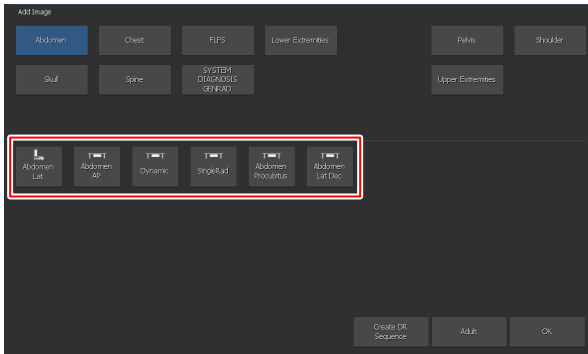 Add Image
Abdomen
Chest
FLFS
Lower Extremities
Pelvis
Shoulder
Skull
Spine
SYSTEM
DIAGNOSIS
GENRAD
Upper Extremities
Abdomen
Lat
Abdomen
AP
Dynamic
SingleRad
Abdomen
Procubitus
Abdomen
Lat Dec
Create DR
Sequence
Adult
OK